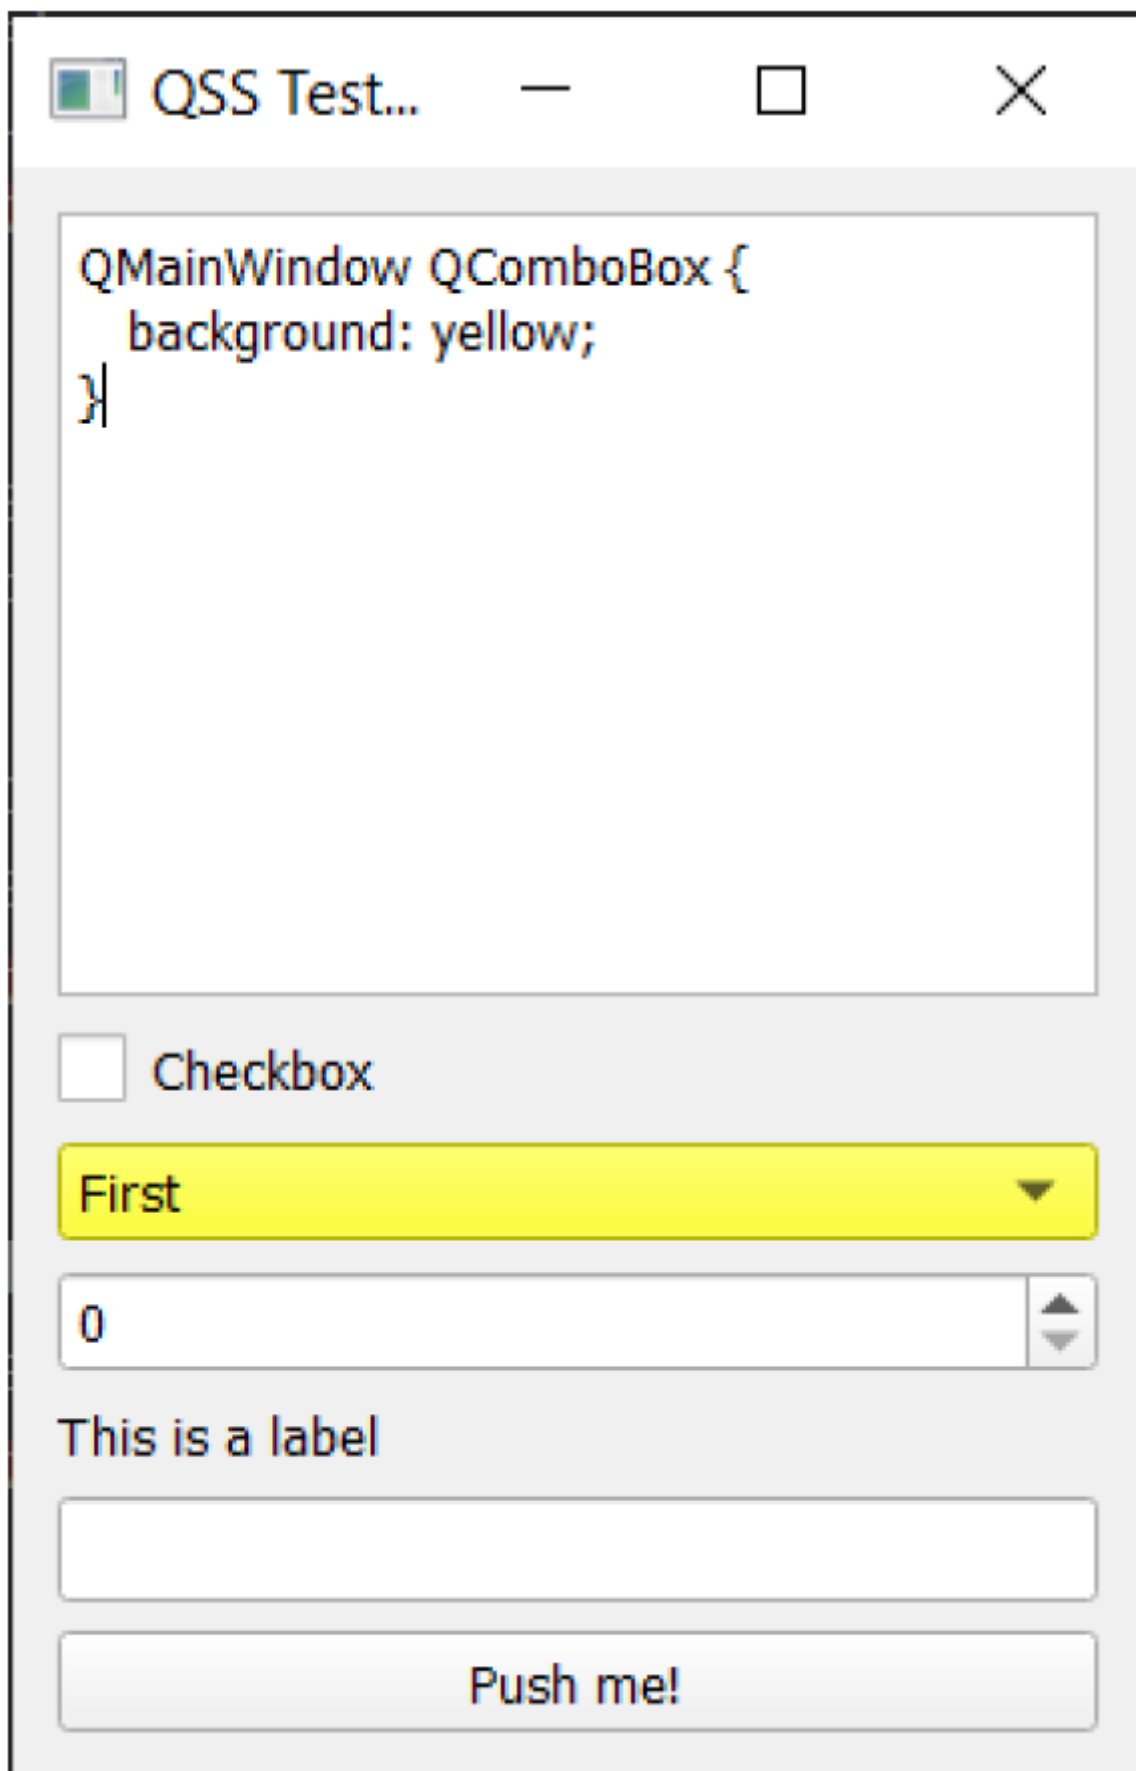 QSS Test...
QMainWindow QComboBox {
   background: yellow;
}
Checkbox
First
0
This is a label
Push me!